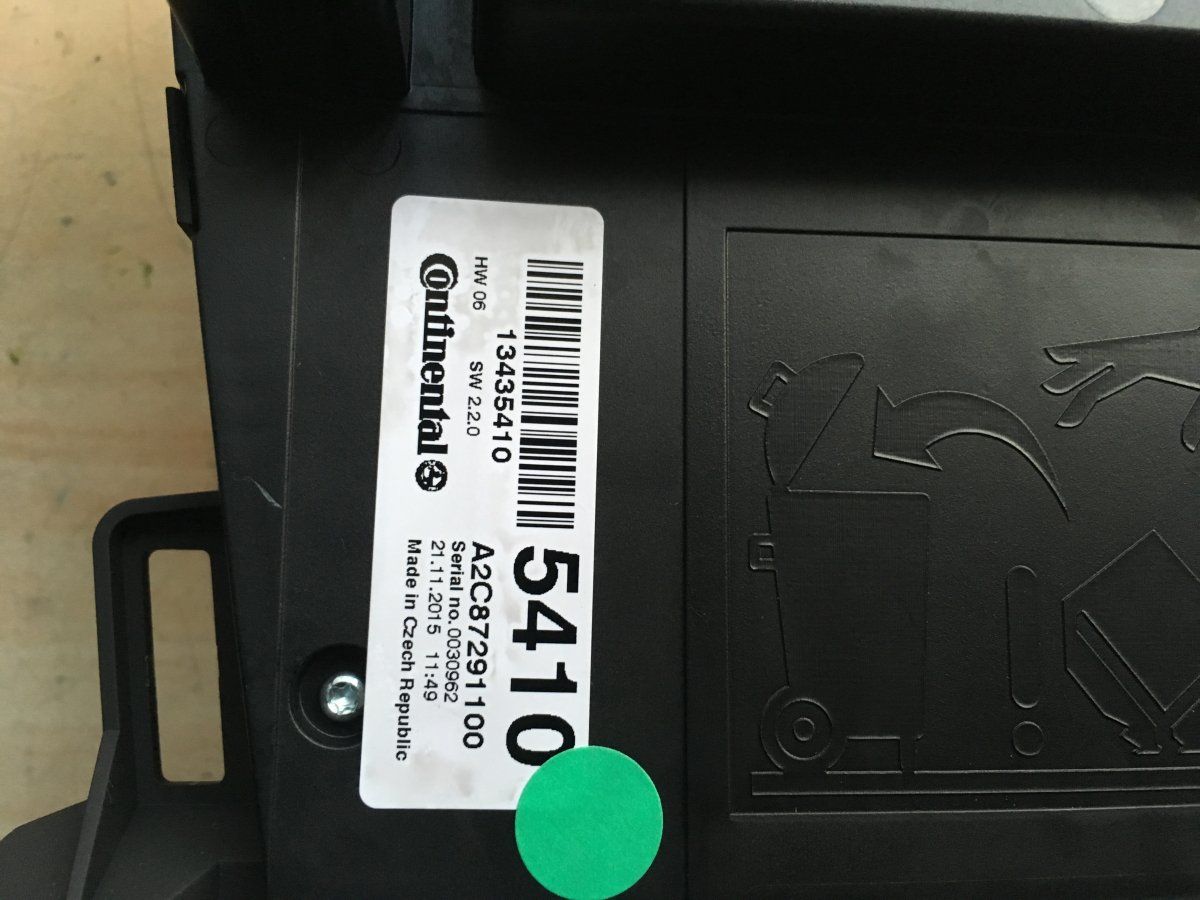 5410
13435410
HW 06 SW 2.2.0
Continental
A2C87291100
Serial no. 0030962
21.11.2015 11:49
Made in Czech Republic